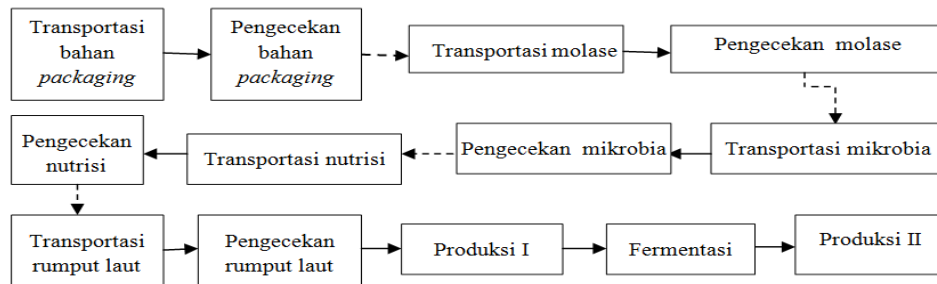 Transportasi
bahan
packaging
Pengecekan
bahan
packaging
Transportasi molase
Pengecekan molase
Pengecekan
nutrisi
Transportasi nutrisi
Pengecekan mikrobia
Transportasi mikrobia
Transportasi
rumput laut
Pengecekan
rumput laut
Produksi I
Fermentasi
Produksi II